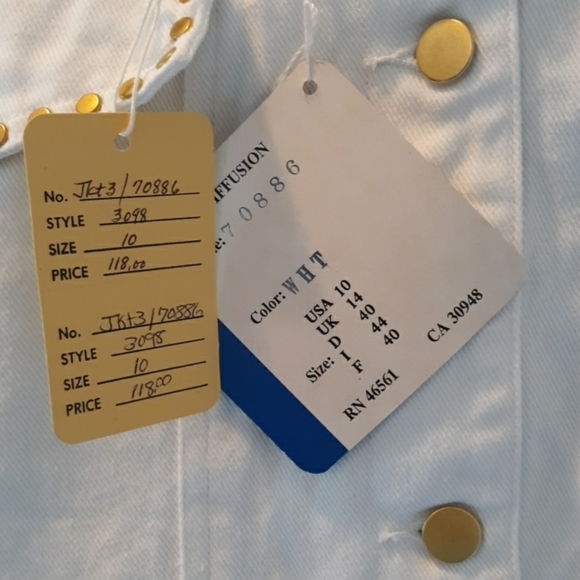 No. Jkt3/70886
STYLE 3098
SIZE 10
PRICE 118.00
No. JKt3/70886
STYLE 3098
SIZE 10
PRICE 118.00
IFFUSION
e: 70886
Color: WHT
Size: USA 10
UK 14
D 40
I 44
F 40
RN 46561
CA 30948